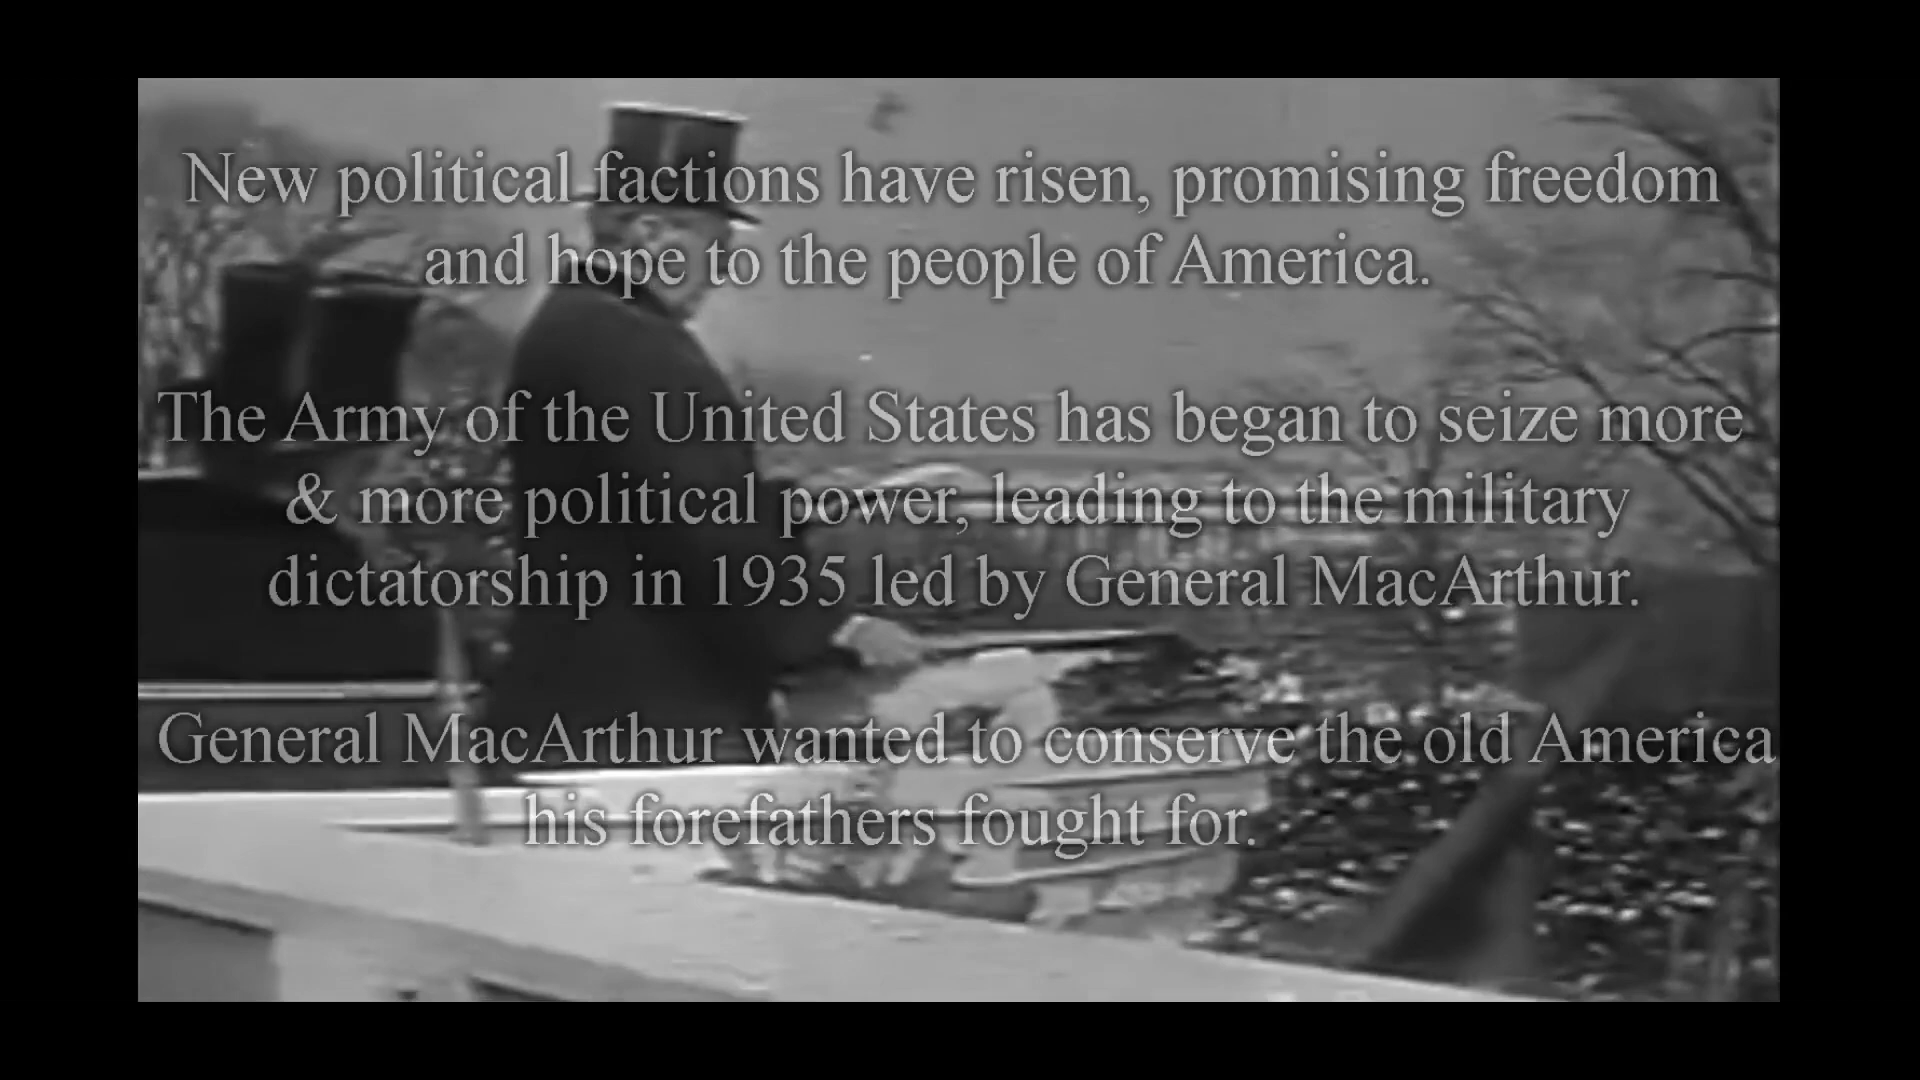 New political factions have risen, promising freedom
and hope to the people of America.
The Army of the United States has began to seize more
& more political power, leading to the military
dictatorship in 1935 led by General MacArthur.
General MacArthur wanted to conserve the old America
his forefathers fought for.